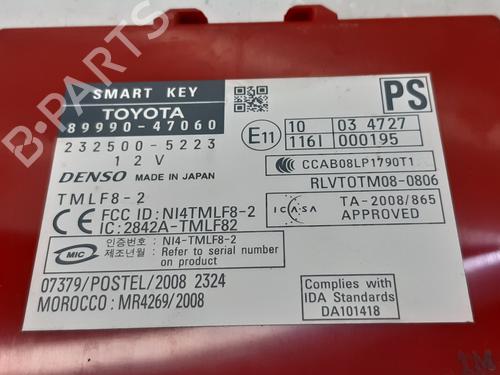 B-PARTS
SMART KEY
TOYOTA
89990-47060
232500-5223
12V
DENSO MADE IN JAPAN
TMLF8-2
CE FCC ID: NI4TMLF8-2
IC: 2842A-TMLF82
MIC
인증번호 : NI4-TMLF8-2
제조년월 : Refer to serial number
on product
07379/POSTEL/2008 2324
MOROCCO: MR4269/2008
PS
E11
10 03 4727
116I 000195
CCC CCAB08LP1790T1
RLVTOTM08-0806
ICASA
TA-2008/865
APPROVED
Complies with
IDA Standards
DA101418